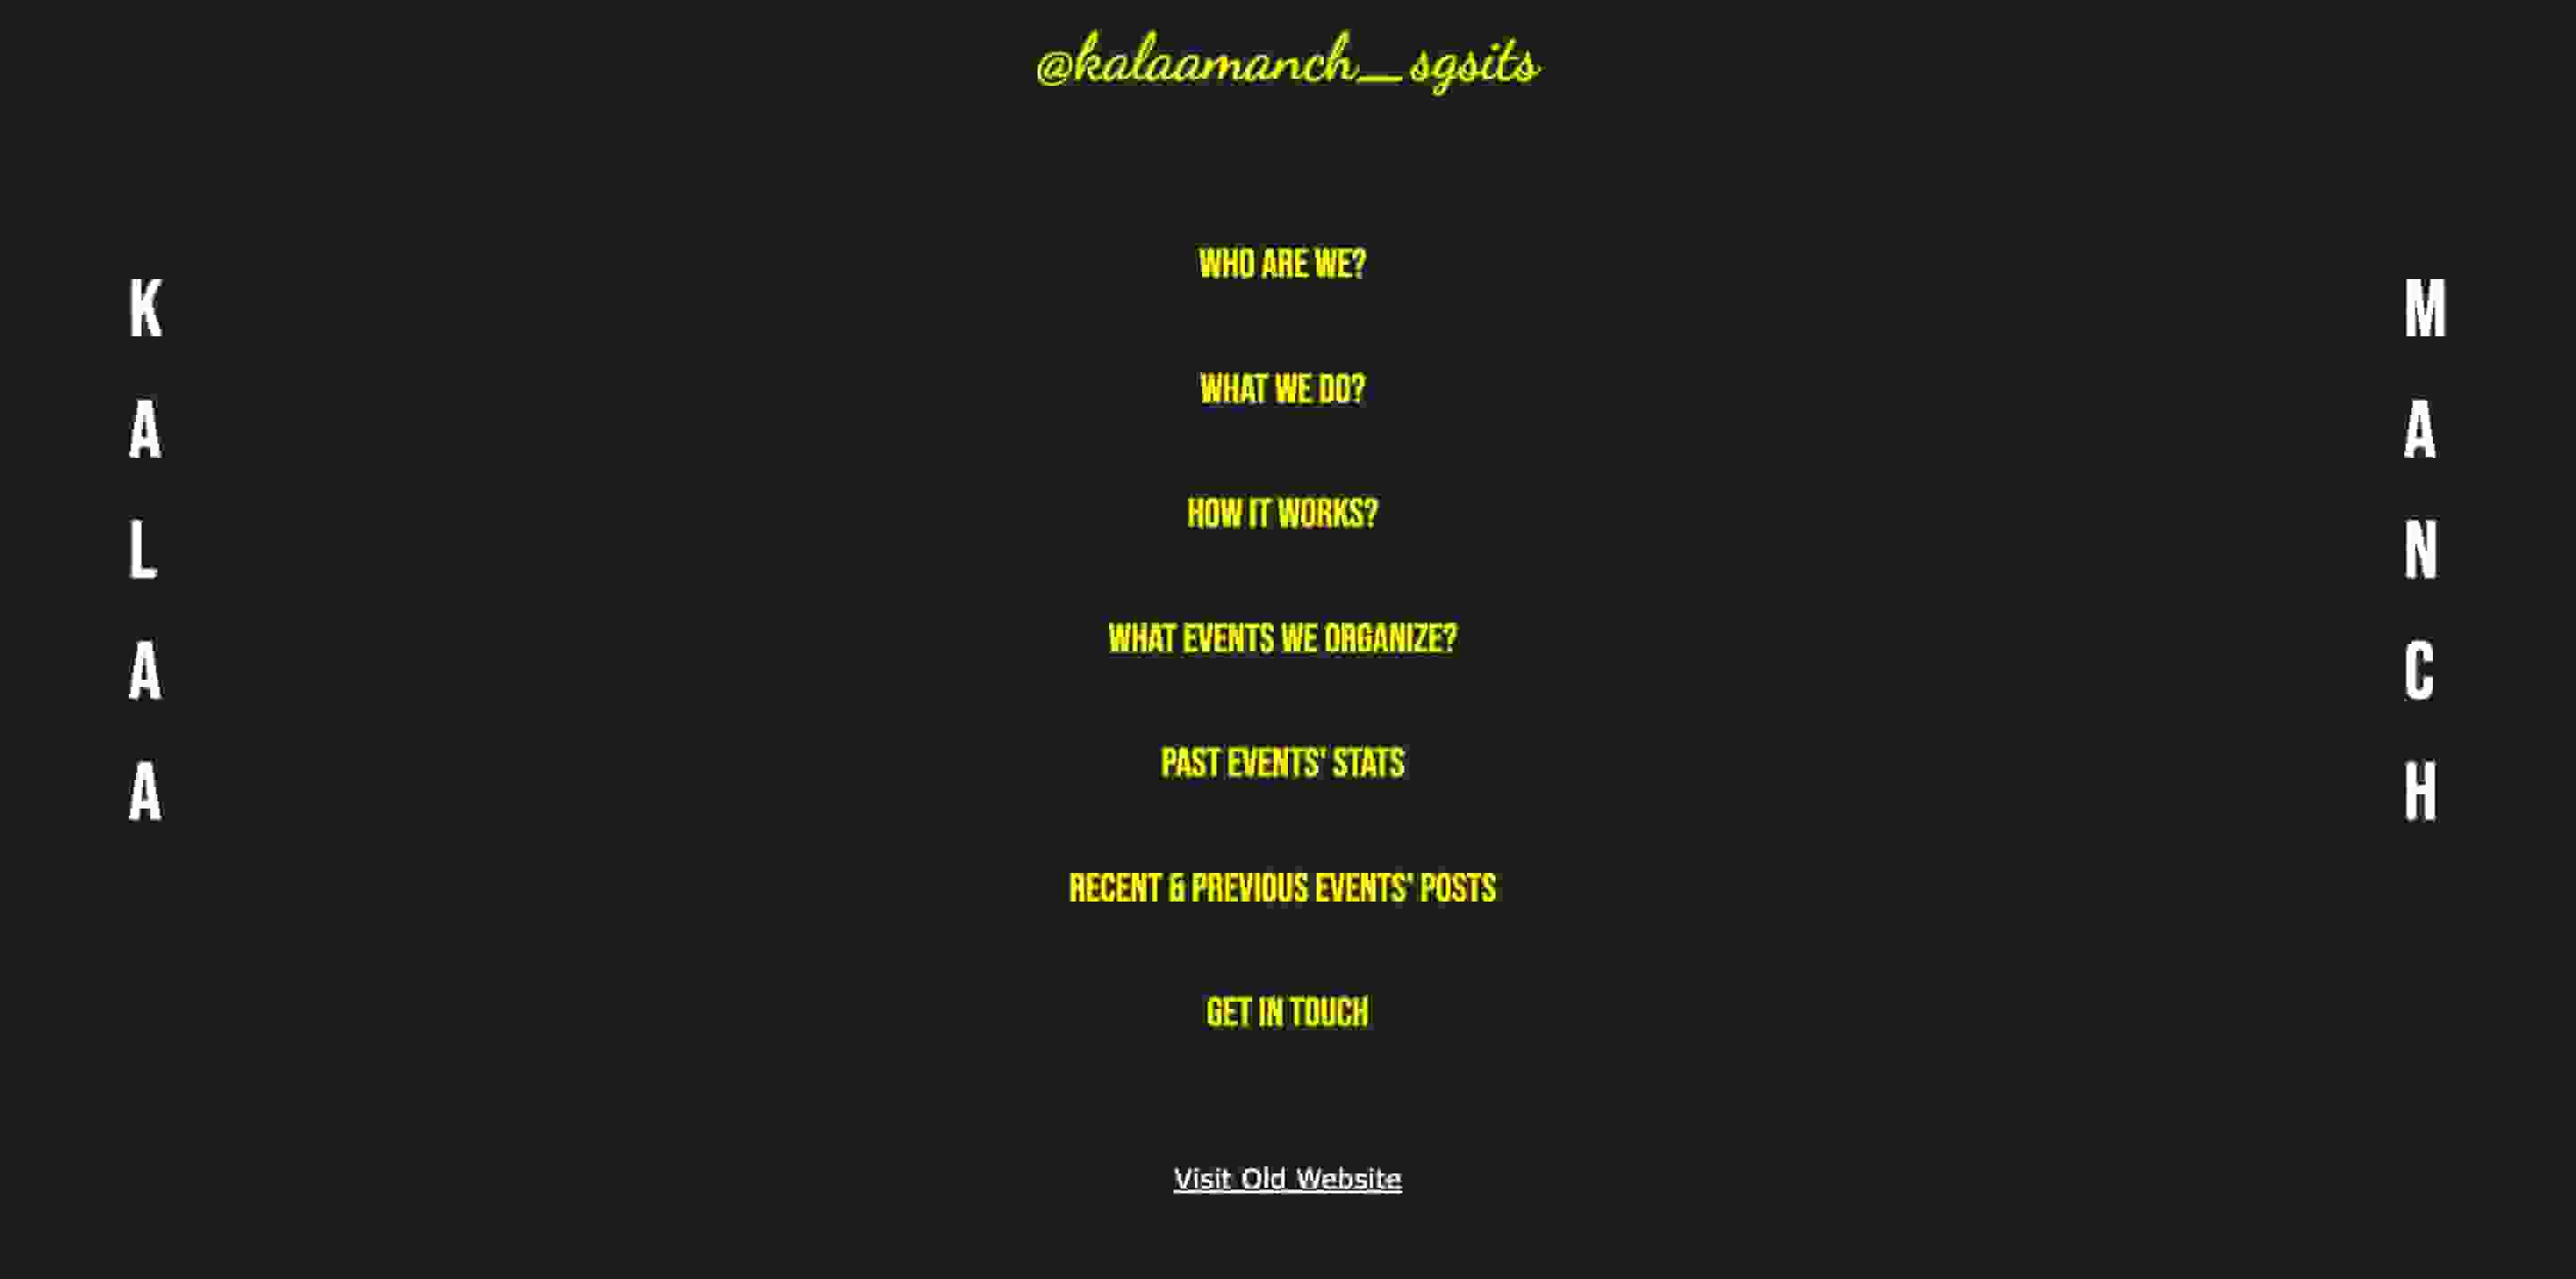 @kalaamanch_sgsits
K
A
L
A
A
WHO ARE WE?
WHAT WE DO?
HOW IT WORKS?
WHAT EVENTS WE ORGANIZE?
PAST EVENTS' STATS
RECENT & PREVIOUS EVENTS' POSTS
GET IN TOUCH
M
A
N
C
H
Visit Old Website